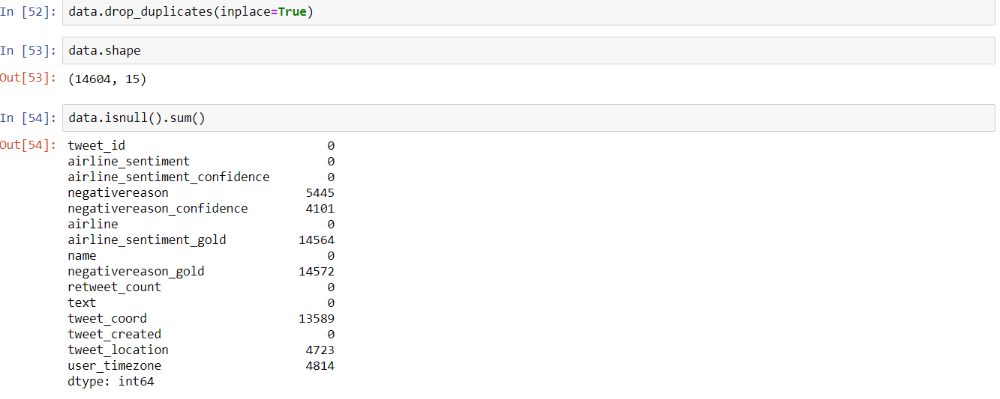 In [52]: data.drop_duplicates(inplace=True)
In [53]: data.shape
Out[53]: (14604, 15)
In [54]: data.isnull().sum()
Out[54]: tweet_id 0
airline_sentiment 0
airline_sentiment_confidence 0
negativereason 5445
negativereason_confidence 4101
airline 0
airline_sentiment_gold 14564
name 0
negativereason_gold 14572
retweet_count 0
text 0
tweet_coord 13589
tweet_created 0
tweet_location 4723
user_timezone 4814
dtype: int64